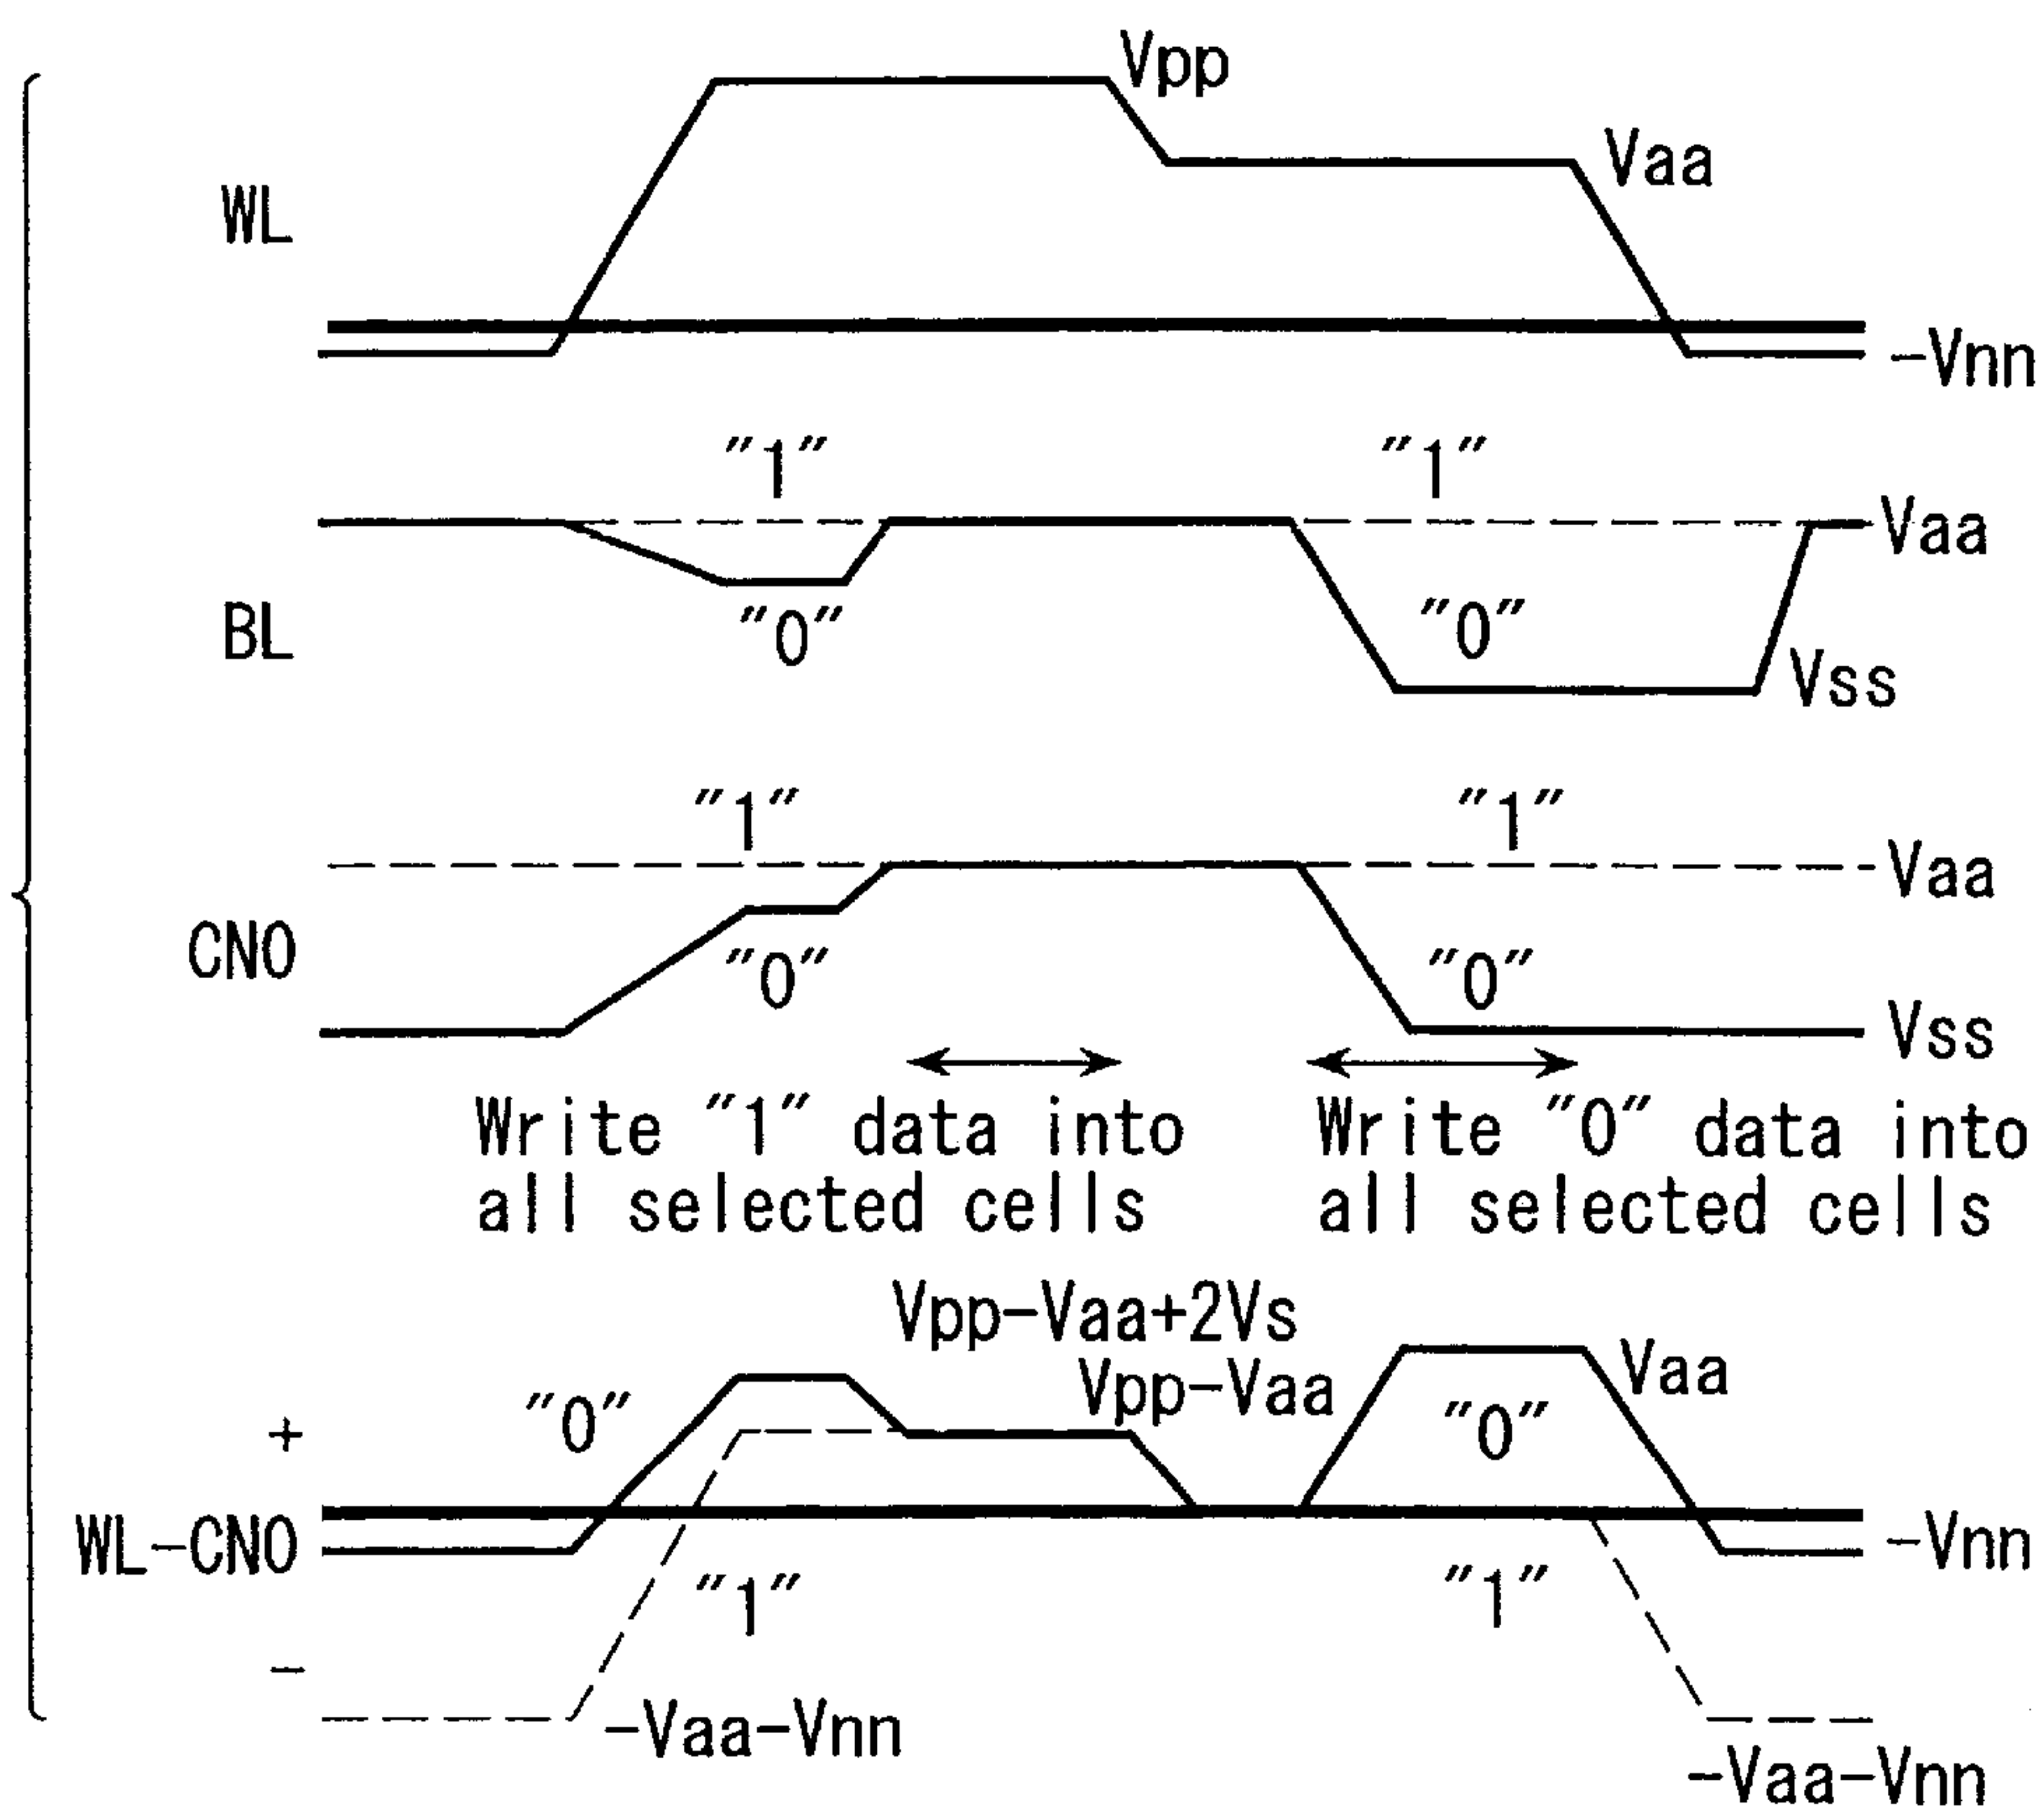 Vpp
Vaa
WL
-Vnn
"1" "1"
Vaa
"0" "0"
BL
Vss
"1" "1"
Vaa
CNO
"0" "0"
Vss
Write "1" data into
all selected cells
Write "0" data into
all selected cells
Vpp-Vaa+2Vs
Vaa
Vpp-Vaa
"0"
+
"0"
WL-CNO
-Vnn
"1" "1"
-
-Vaa-Vnn
-Vaa-Vnn